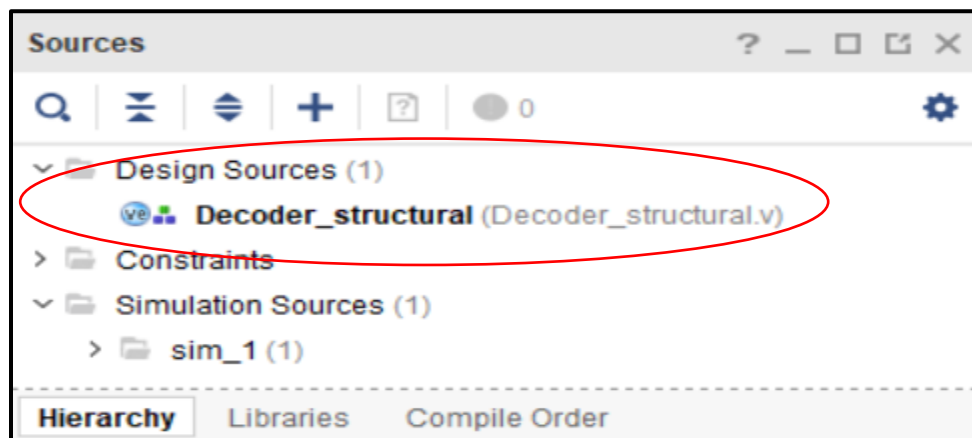 Sources
0
Design Sources (1)
Decoder_structural (Decoder_structural.v)
Constraints
Simulation Sources (1)
sim_1 (1)
Hierarchy Libraries Compile Order